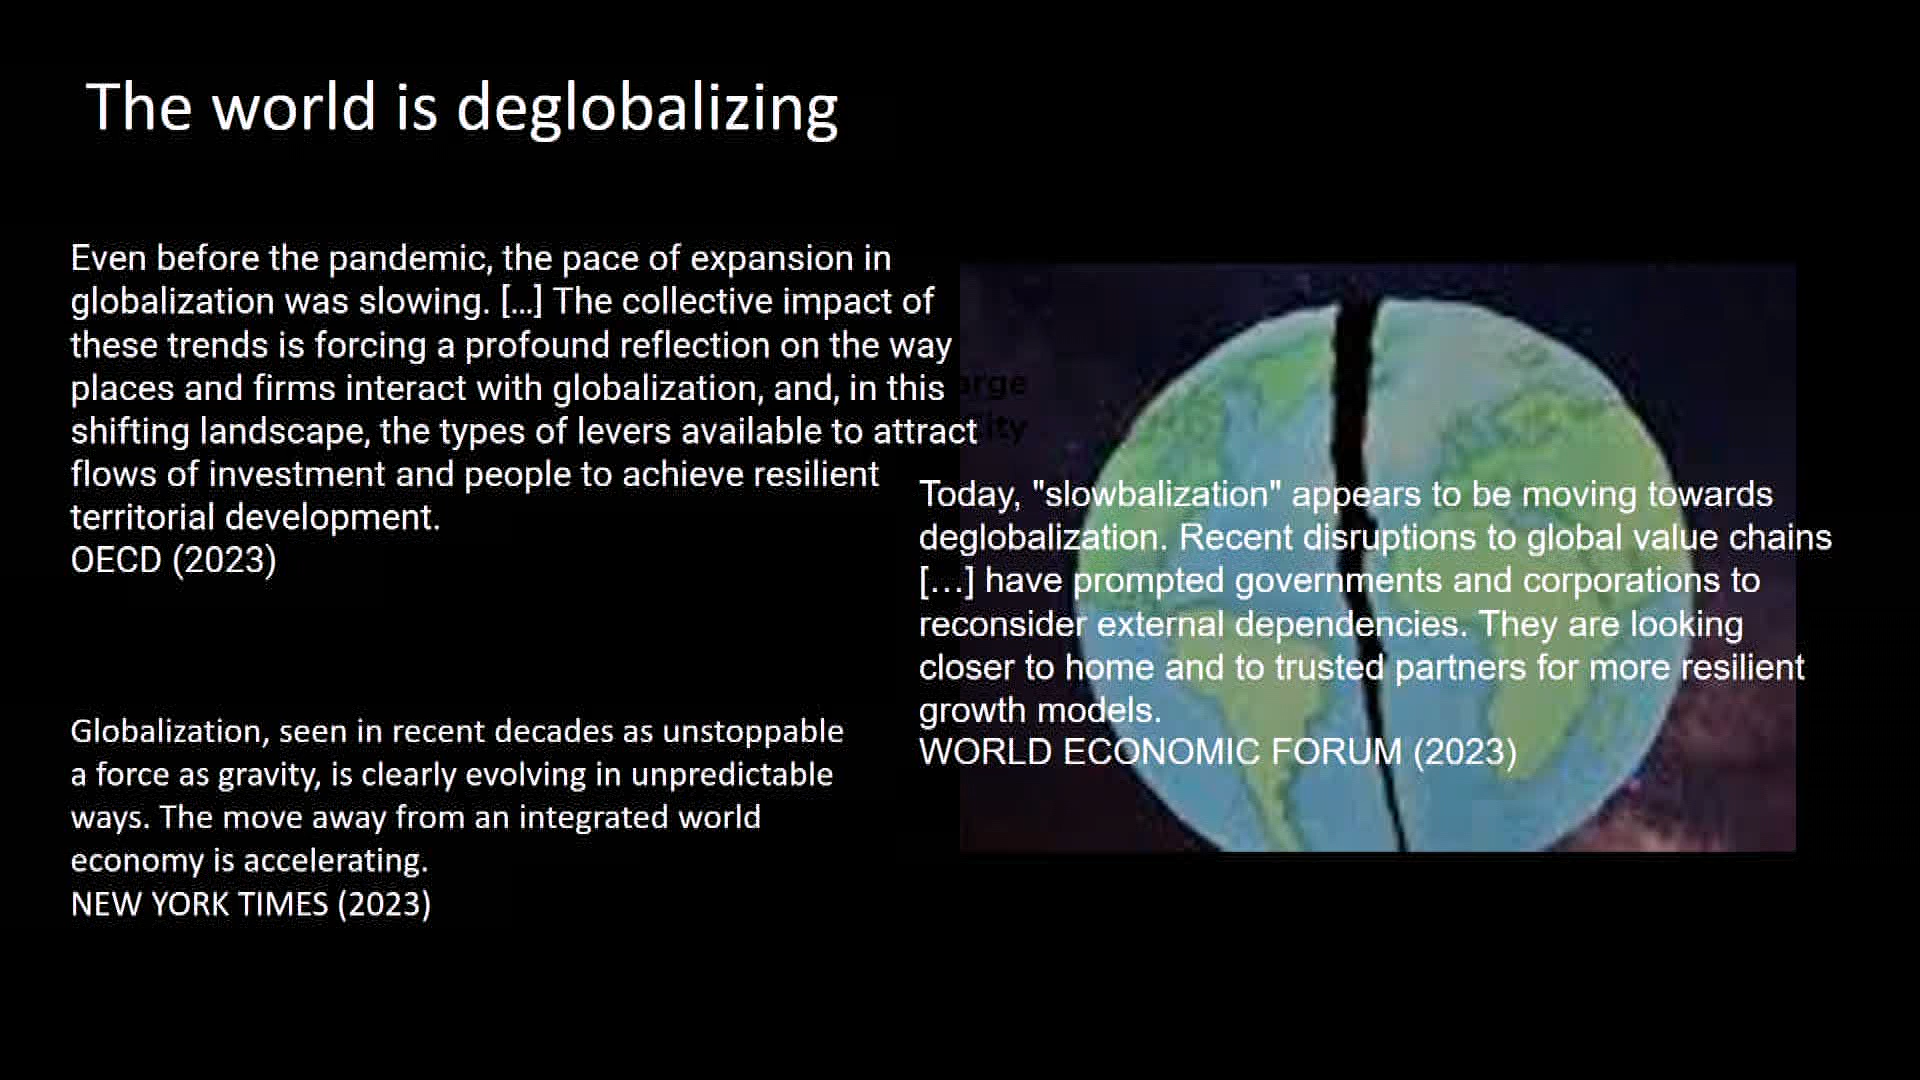 The world is deglobalizing
Even before the pandemic, the pace of expansion in
globalization was slowing. [...] The collective impact of
these trends is forcing a profound reflection on the way
places and firms interact with globalization, and, in this
shifting landscape, the types of levers available to attract
flows of investment and people to achieve resilient
territorial development.
OECD (2023)
Globalization, seen in recent decades as unstoppable
a force as gravity, is clearly evolving in unpredictable
ways. The move away from an integrated world
economy is accelerating.
NEW YORK TIMES (2023)
Today, "slowbalization" appears to be moving towards
deglobalization. Recent disruptions to global value chains
[...] have prompted governments and corporations to
reconsider external dependencies. They are looking
closer to home and to trusted partners for more resilient
growth models.
WORLD ECONOMIC FORUM (2023)